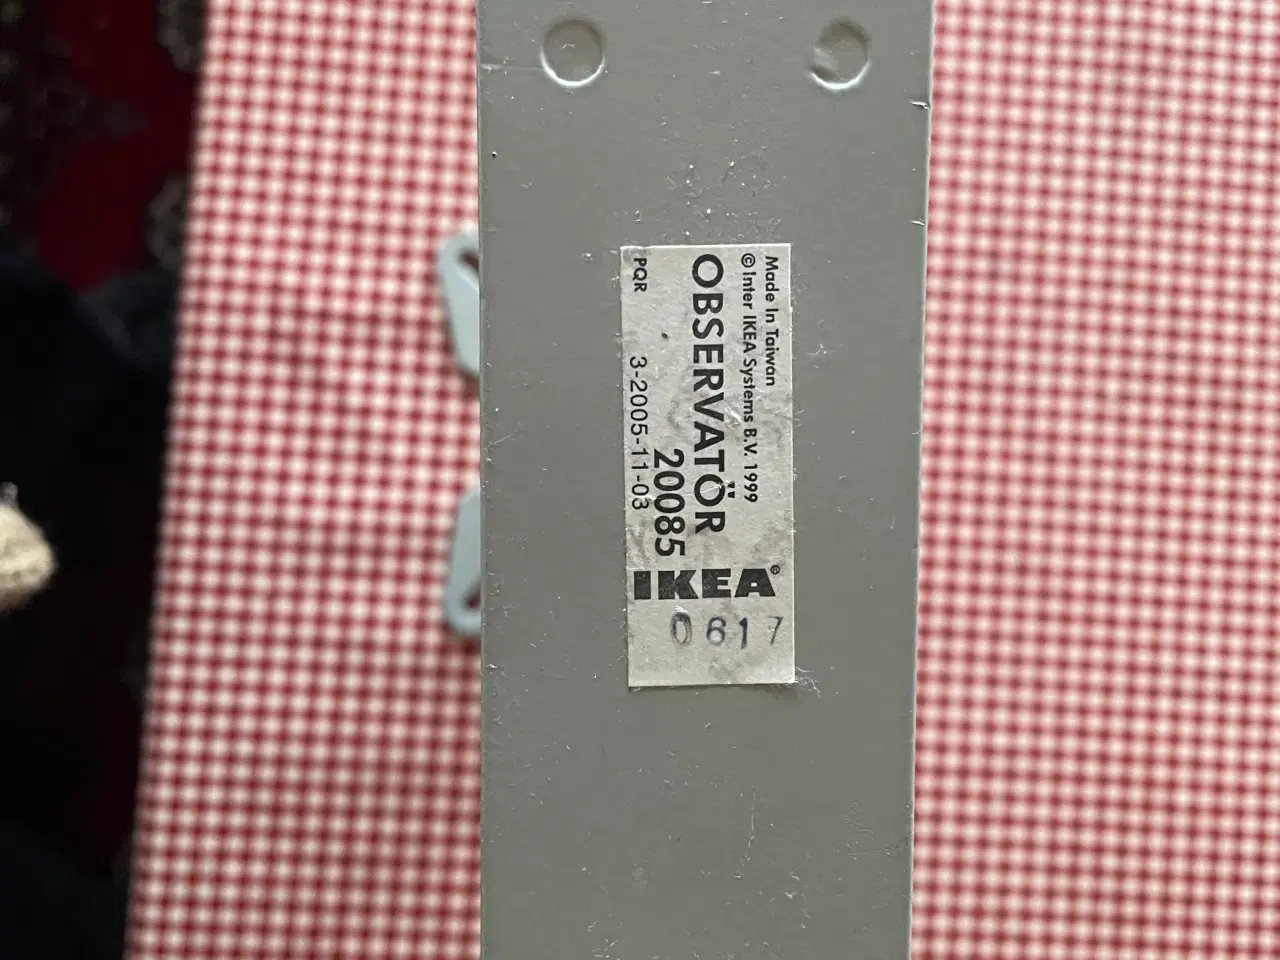 Made In Taiwan
© Inter IKEA Systems B.V. 1999
OBSERVATÖR
20085
PQR 3-2005-11-03
IKEA®
0617